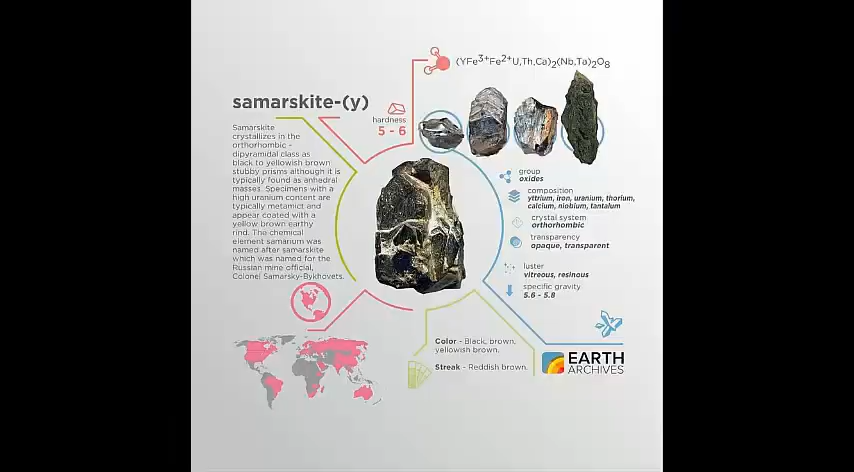 (YFe3+Fe2+U,Th,Ca)2(Nb,Ta)2O8
samarskite-(y)
hardness
5 - 6
Samarskite
crystallizes in the
orthorhombic -
dipyramidal class as
black to yellowish brown
stubby prisms although it is
typically found as anhedral
masses. Specimens with a
high uranium content are
typically metamict and
appear coated with a
yellow brown earthy
rind. The chemical
element samarium was
named after samarskite
which was named for the
Russian mine official,
Colonel Samarsky-Bykhovets.
group
oxides
composition
yttrium, iron, uranium, thorium,
calcium, niobium, tantalum
crystal system
orthorhombic
transparency
opaque, transparent
luster
vitreous, resinous
specific gravity
5.6 - 5.8
Color - Black, brown,
yellowish brown.
Streak - Reddish brown.
EARTH
ARCHIVES